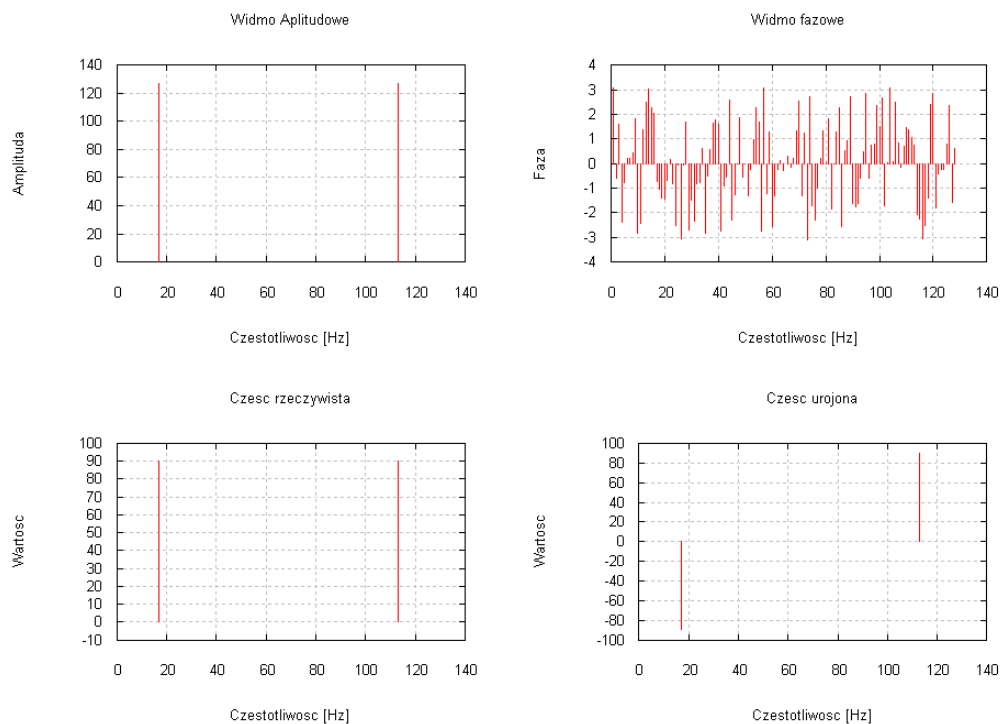 Widmo Aplitudowe
140
120
100
80
60
40
20
0
Amplituda
0 20 40 60 80 100 120 140
Czestotliwosc [Hz]
Widmo fazowe
4
3
2
1
0
-1
-2
-3
-4
Faza
0 20 40 60 80 100 120 140
Czestotliwosc [Hz]
Czesc rzeczywista
100
90
80
70
60
50
40
30
20
10
0
-10
Wartosc
0 20 40 60 80 100 120 140
Czestotliwosc [Hz]
Czesc urojona
100
80
60
40
20
0
-20
-40
-60
-80
-100
Wartosc
0 20 40 60 80 100 120 140
Czestotliwosc [Hz]